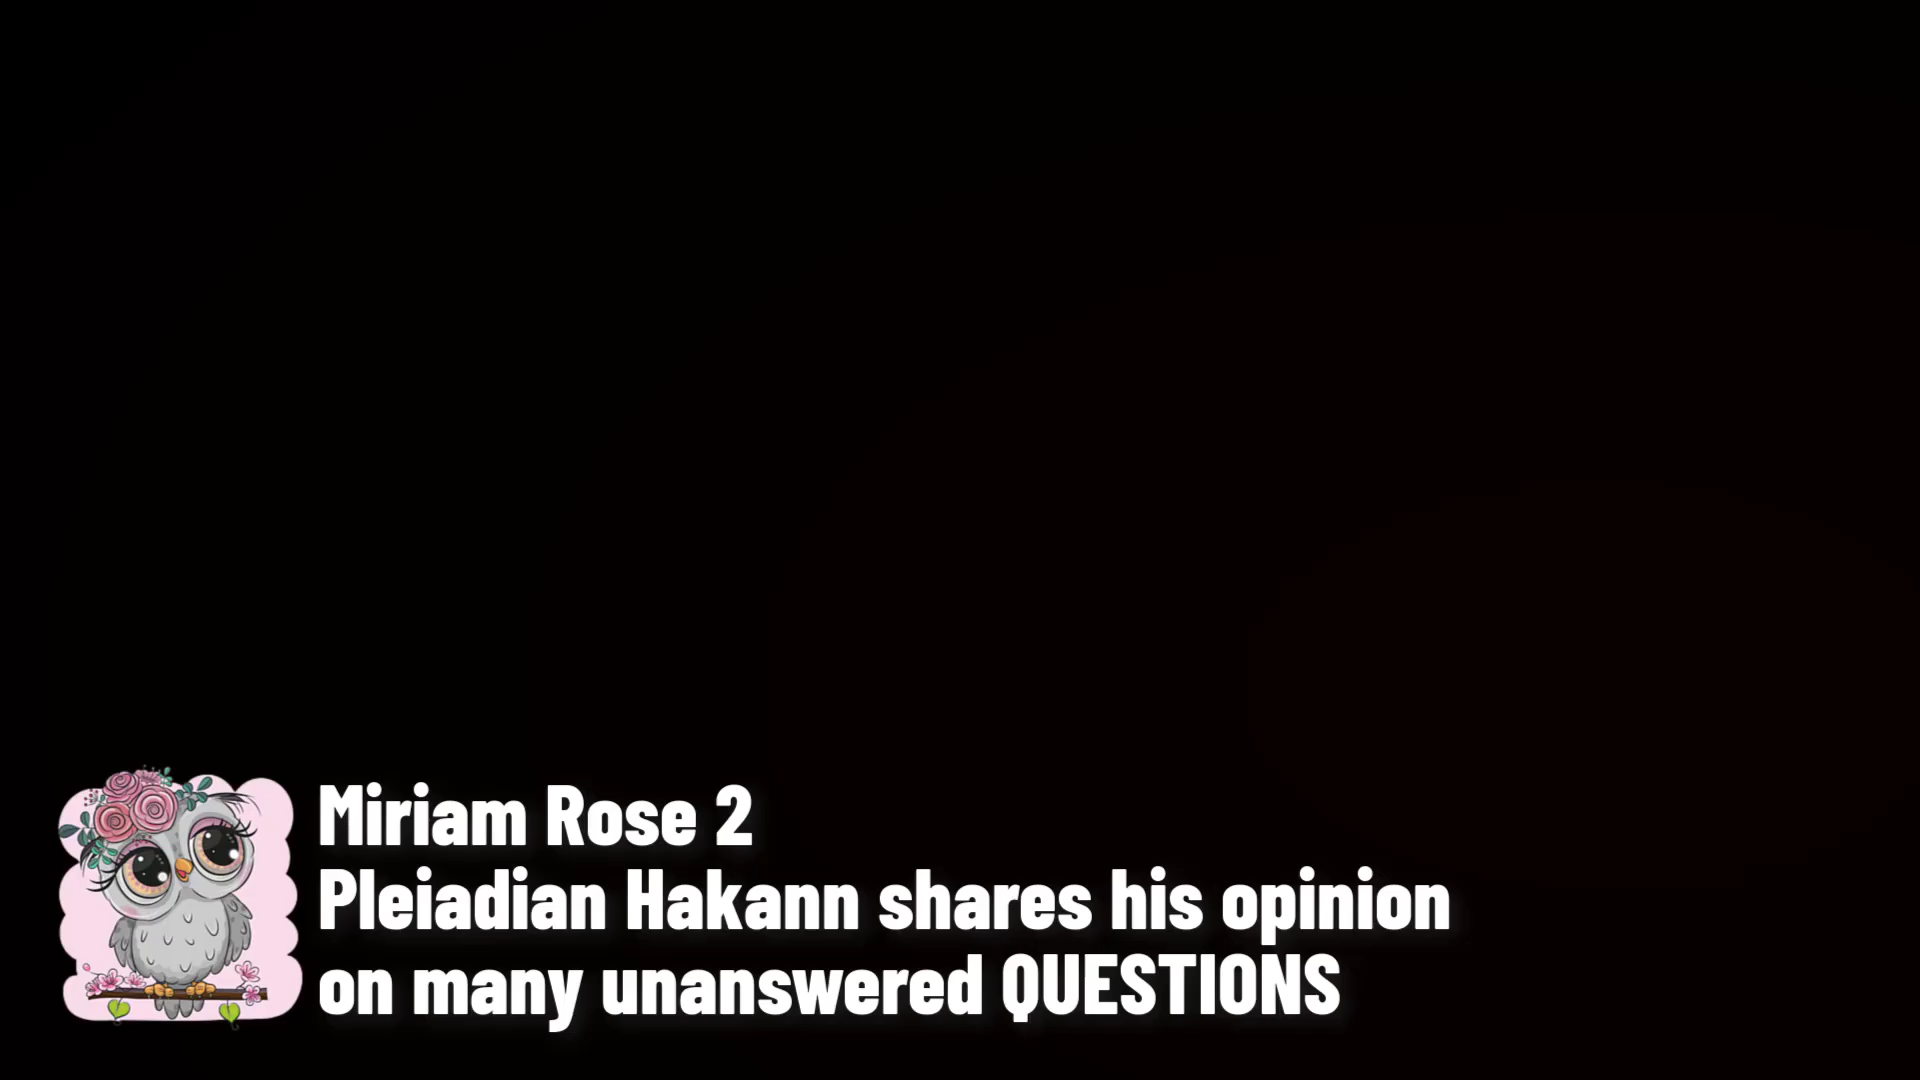 Miriam Rose 2
Pleiadian Hakann shares his opinion
on many unanswered QUESTIONS